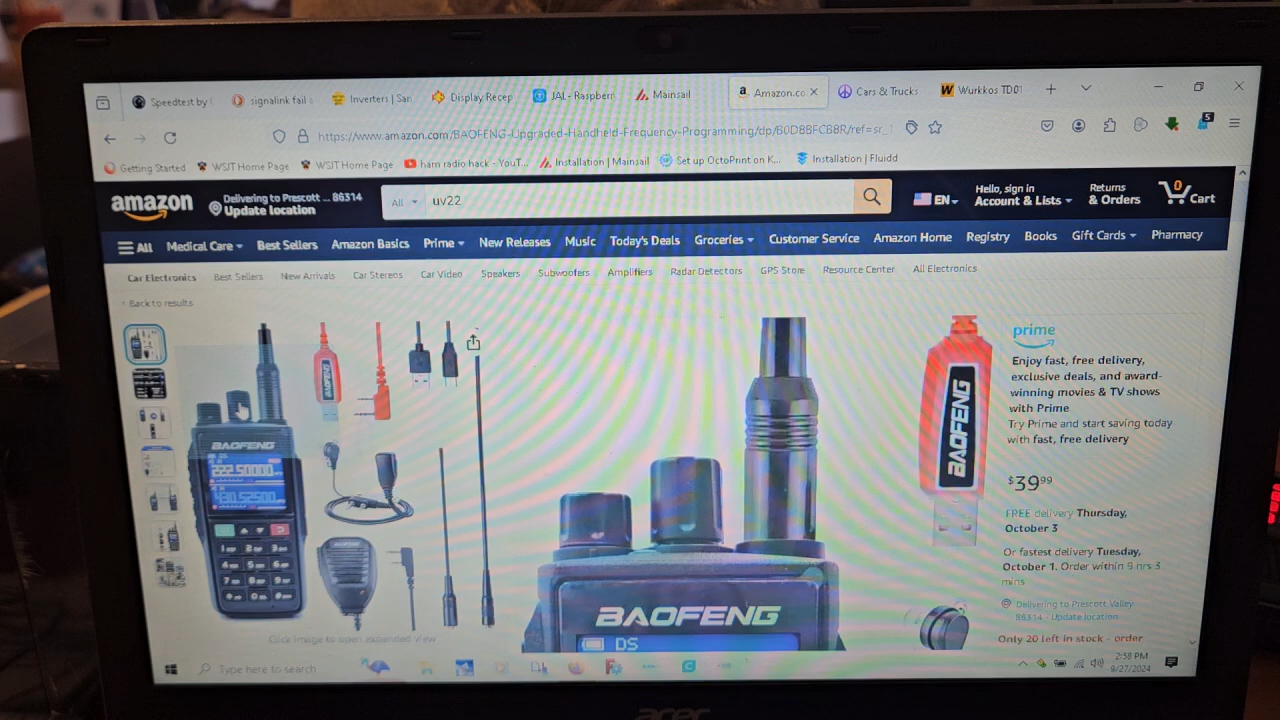 Speedtest by
signalink fail s
Inverters | San
Display Recep
JAL - Raspberr
Mainsail
Amazon.co
Cars & Trucks
Wurkkos TD01
https://www.amazon.com/BAOFENG-Upgraded-Handheld-Frequency-Programming/dp/B0D8BFCB8R/ref=sr_1
5
Getting Started
WSJT Home Page
WSJT Home Page
ham radio hack - YouT...
Installation | Mainsail
Set up OctoPrint on K...
Installation | Fluidd
amazon
Delivering to Prescott ... 86314
Update location
All
uv22
EN
Hello, sign in
Account & Lists
Returns
& Orders
0
Cart
All
Medical Care
Best Sellers
Amazon Basics
Prime
New Releases
Music
Today's Deals
Groceries
Customer Service
Amazon Home
Registry
Books
Gift Cards
Pharmacy
Car Electronics
Best Sellers
New Arrivals
Car Stereos
Car Video
Speakers
Subwoofers
Amplifiers
Radar Detectors
GPS Store
Resource Center
All Electronics
‹ Back to results
BAOFENG
222.50000
430.52500
BAOFENG
BAOFENG
DS
BAOFENG
Click image to open expanded view
prime
Enjoy fast, free delivery,
exclusive deals, and award-
winning movies & TV shows
with Prime
Try Prime and start saving today
with fast, free delivery
$39.99
FREE delivery Thursday,
October 3
Or fastest delivery Tuesday,
October 1. Order within 9 hrs 3
mins
Delivering to Prescott Valley
86314 - Update location
Only 20 left in stock - order
Type here to search
2:58 PM
9/27/2024
acer